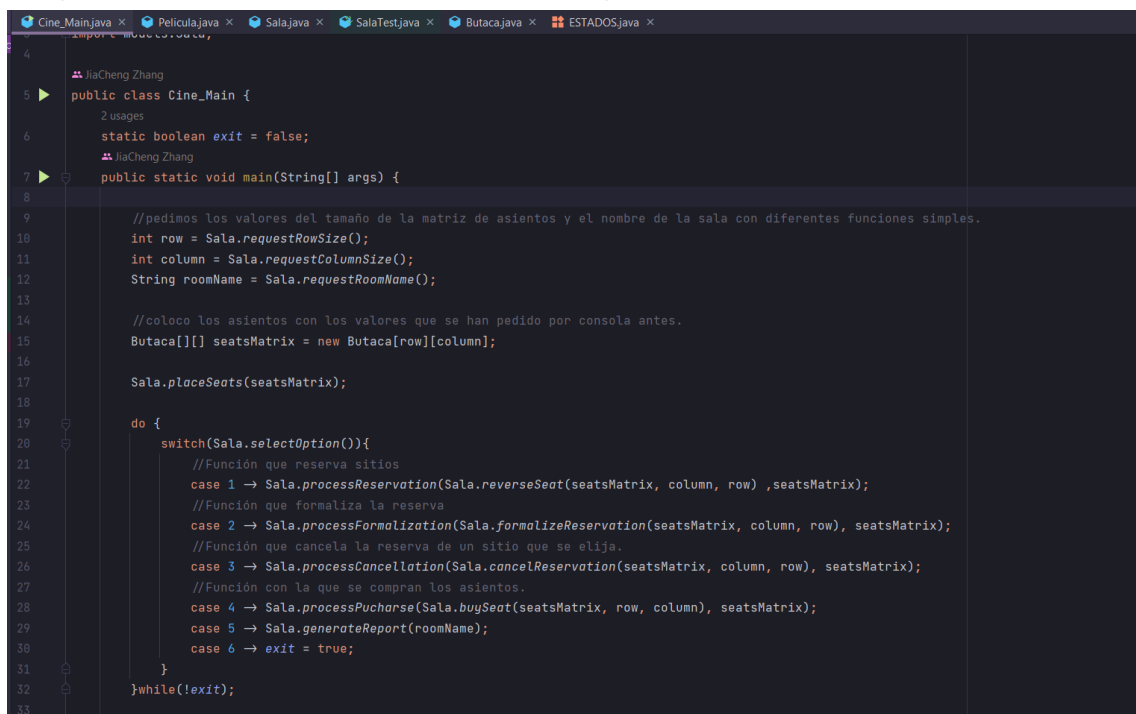 Cine_Main.java × Pelicula.java × Sala.java × SalaTest.java × Butaca.java × ESTADOS.java ×
3 import models.Sala;
4
JiaCheng Zhang
5 public class Cine_Main {
2 usages
6 static boolean exit = false;
JiaCheng Zhang
7 public static void main(String[] args) {
8
9 //pedimos los valores del tamaño de la matriz de asientos y el nombre de la sala con diferentes funciones simples.
10 int row = Sala.requestRowSize();
11 int column = Sala.requestColumnSize();
12 String roomName = Sala.requestRoomName();
13
14 //coloco los asientos con los valores que se han pedido por consola antes.
15 Butaca[][] seatsMatrix = new Butaca[row][column];
16
17 Sala.placeSeats(seatsMatrix);
18
19 do {
20 switch(Sala.selectOption()){
21 //Función que reserva sitios
22 case 1 → Sala.processReservation(Sala.reverseSeat(seatsMatrix, column, row) ,seatsMatrix);
23 //Función que formaliza la reserva
24 case 2 → Sala.processFormalization(Sala.formalizeReservation(seatsMatrix, column, row), seatsMatrix);
25 //Función que cancela la reserva de un sitio que se elija.
26 case 3 → Sala.processCancellation(Sala.cancelReservation(seatsMatrix, column, row), seatsMatrix);
27 //Función con la que se compran los asientos.
28 case 4 → Sala.processPucharse(Sala.buySeat(seatsMatrix, row, column), seatsMatrix);
29 case 5 → Sala.generateReport(roomName);
30 case 6 → exit = true;
31 }
32 }while(!exit);
33